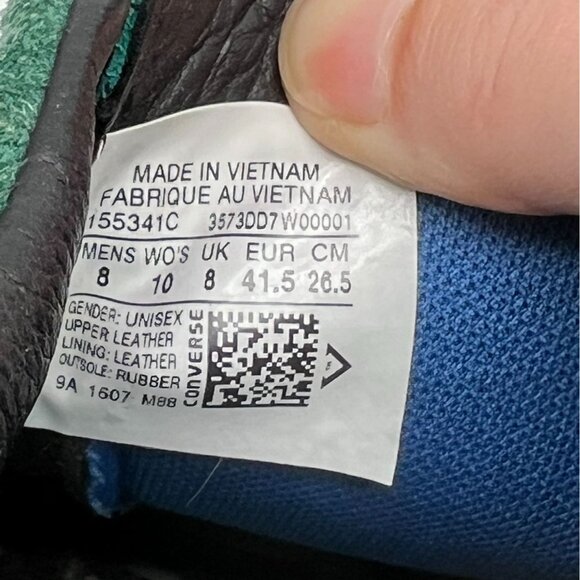 MADE IN VIETNAM
FABRIQUE AU VIETNAM
155341C 3573DD7W00001
MENS WO'S UK EUR CM
8 10 8 41.5 26.5
GENDER: UNISEX
UPPER: LEATHER
LINING: LEATHER
OUTSOLE: RUBBER
9A 1607 M88
CONVERSE
TM